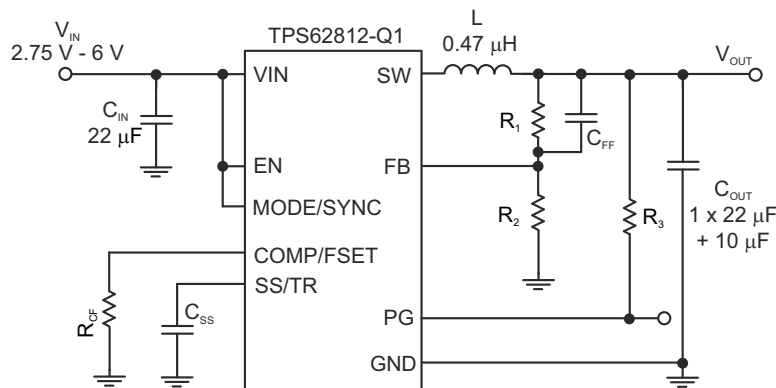 TPS62812-Q1
V_IN
2.75 V - 6 V
L
0.47 µH
V_OUT
VIN
SW
C_IN
22 µF
R_1
C_FF
EN
FB
MODE/SYNC
R_2
R_3
C_OUT
1 x 22 µF
+ 10 µF
COMP/FSET
SS/TR
R_CF
C_SS
PG
GND